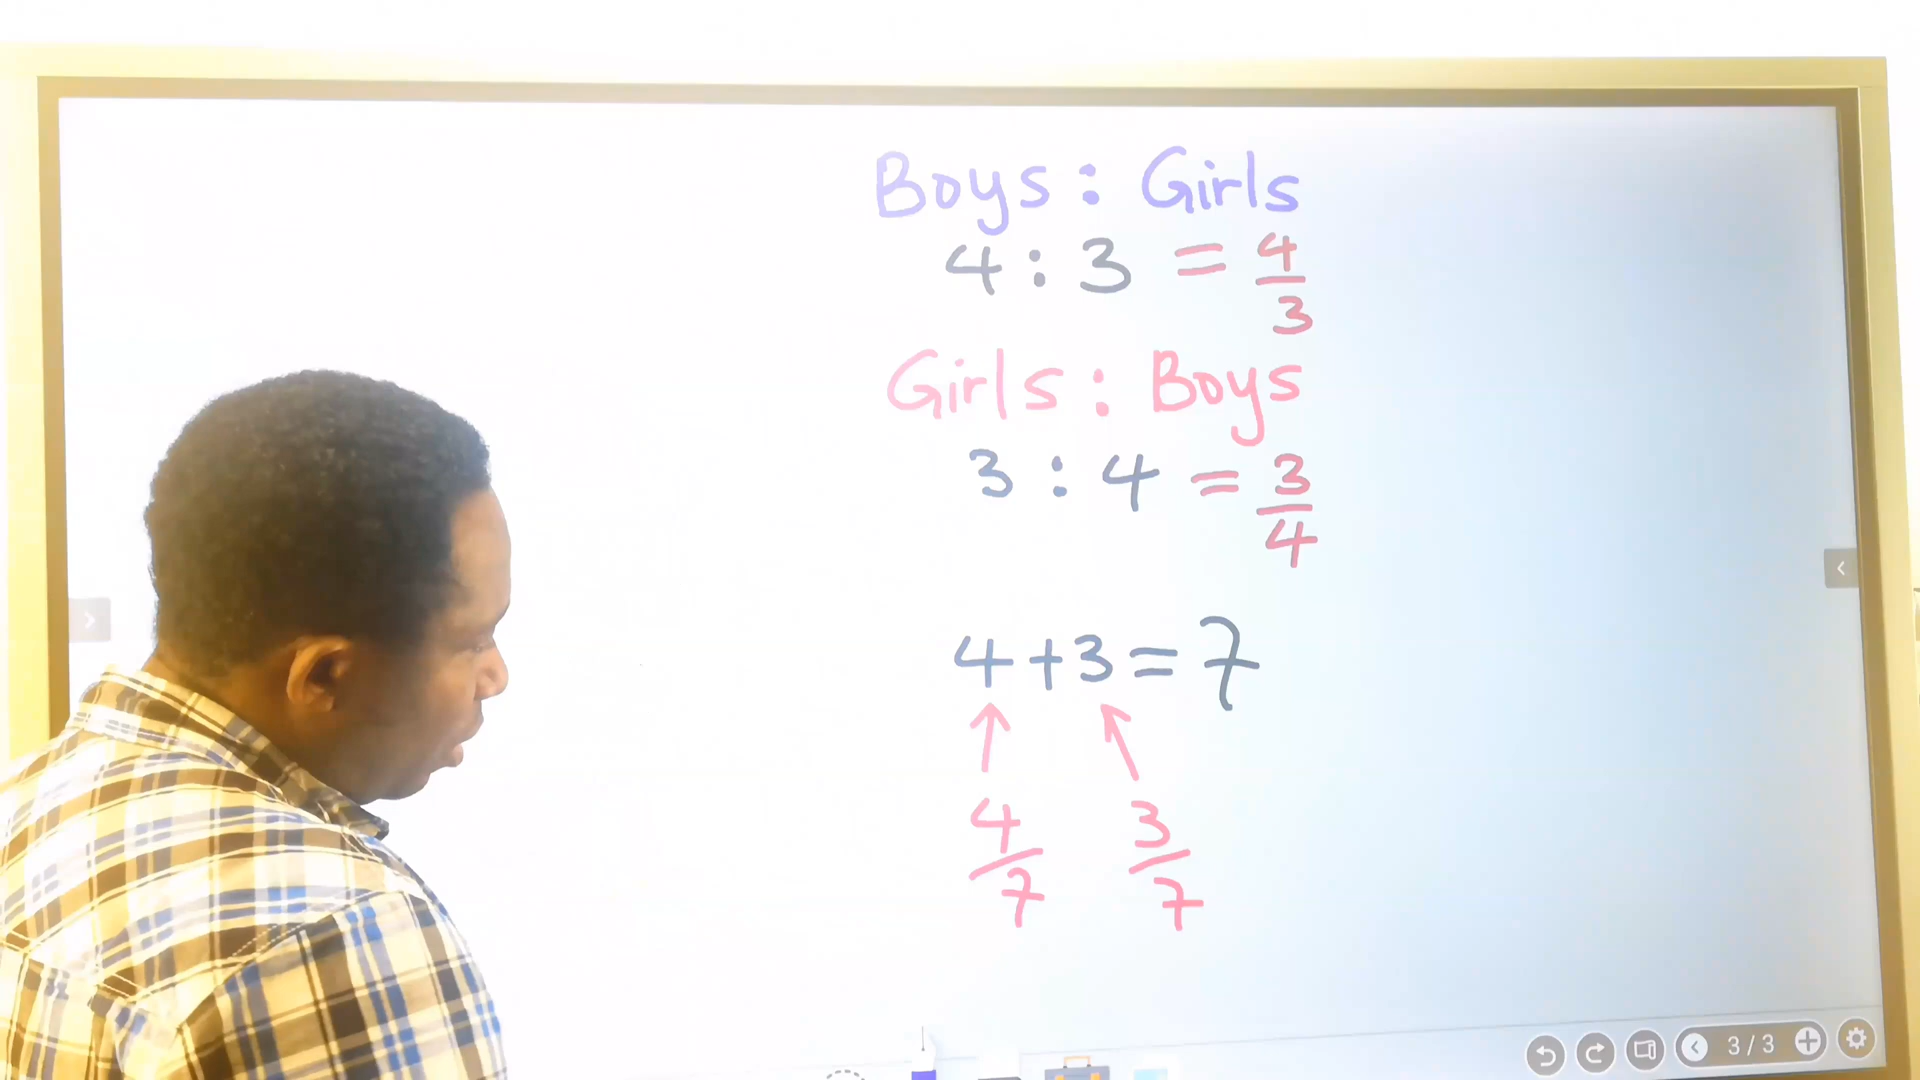 Boys : Girls
4 : 3 = 4/3
Girls : Boys
3 : 4 = 3/4
4 + 3 = 7
4/7 3/7
3 / 3